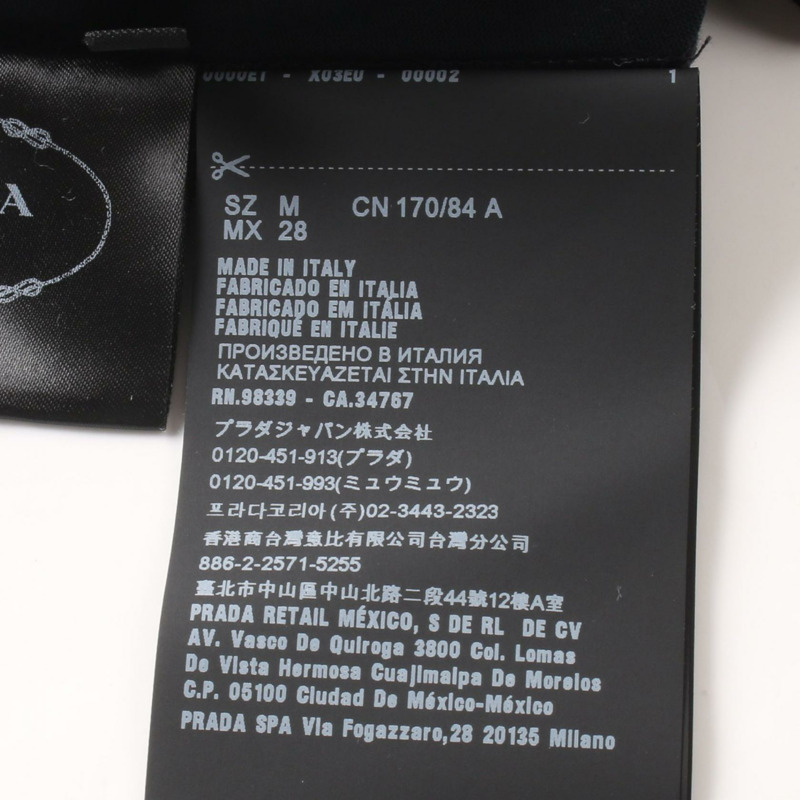 0000E1 - X03E0 - 00002 1
A
SZ M CN 170/84 A
MX 28
MADE IN ITALY
FABRICADO EN ITALIA
FABRICADO EM ITÁLIA
FABRIQUÉ EN ITALIE
ПРОИЗВЕДЕНО В ИТАЛИЯ
ΚΑΤΑΣΚΕΥΑΖΕΤΑΙ ΣΤΗΝ ΙΤΑΛΙΑ
RN.98339 - CA.34767
プラダジャパン株式会社
0120-451-913(プラダ)
0120-451-993(ミュウミュウ)
프라다코리아(주)02-3443-2323
香港商台灣彘比有限公司台灣分公司
886-2-2571-5255
臺北市中山區中山北路二段44號12樓A室
PRADA RETAIL MÉXICO, S DE RL DE CV
AV. Vasco De Quiroga 3800 Col. Lomas
De Vista Hermosa Cuajimalpa De Morelos
C.P. 05100 Ciudad De México-México
PRADA SPA Via Fogazzaro,28 20135 Milano